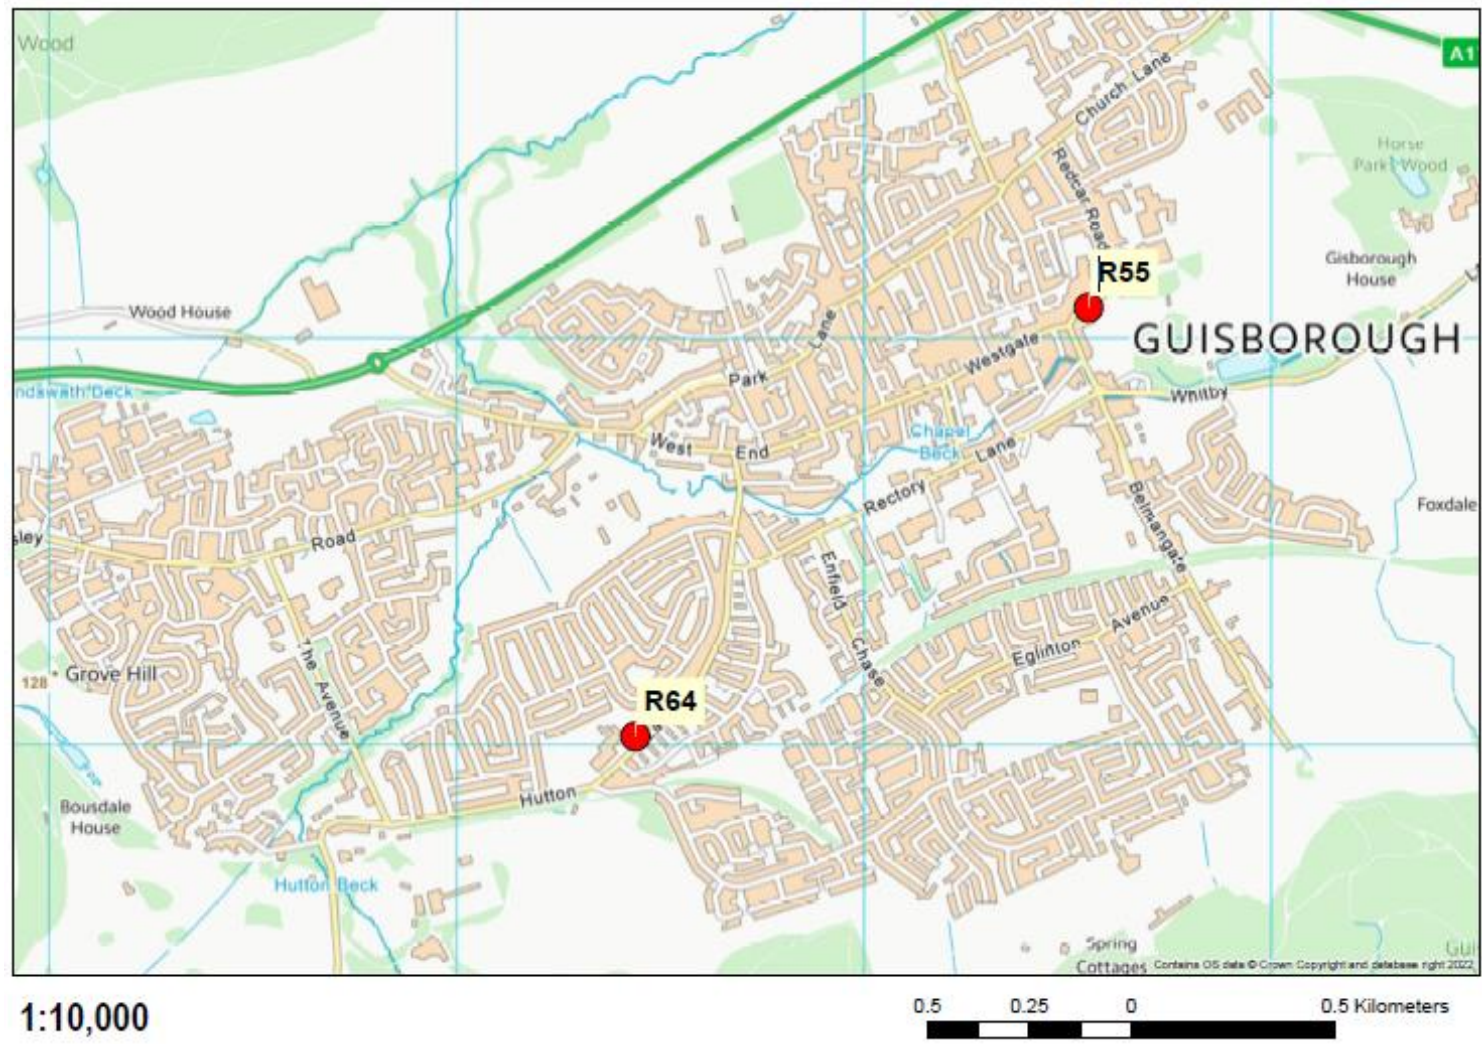 Wood
A1
Church Lane
Horse
Park Wood
Redcar Road
Gisborough
House
R55
Wood House
Lane
GUISBOROUGH
Westgate
Park
Whitby
ndswath Beck
West End
Chapel
Beck
Lane
Rectory
Belmangate
Foxdale
sley
Road
Enfield
Chase
Avenue
Eglinton
The Avenue
128
Grove Hill
R64
Hutton
Bousdale
House
Hutton Beck
Spring
Cottages
Gui
Contains OS data © Crown Copyright and database right 2022
1:10,000
0.5 0.25 0 0.5 Kilometers